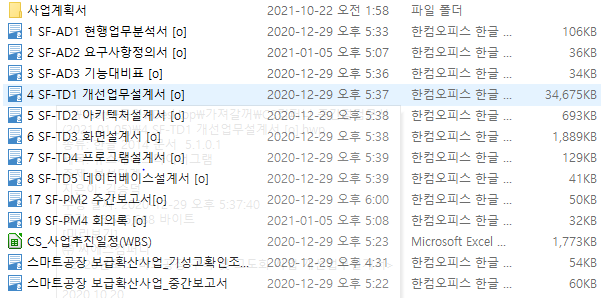 사업계획서 2021-10-22 오전 1:58 파일 폴더
1 SF-AD1 현행업무분석서 [o] 2020-12-29 오후 5:33 한컴오피스 한글 ... 106KB
2 SF-AD2 요구사항정의서 [o] 2021-01-05 오후 5:07 한컴오피스 한글 ... 36KB
3 SF-AD3 기능대비표 [o] 2020-12-29 오후 5:36 한컴오피스 한글 ... 34KB
4 SF-TD1 개선업무설계서 [o] 2020-12-29 오후 5:37 한컴오피스 한글 ... 34,675KB
5 SF-TD2 아키텍처설계서 [o] 2020-12-29 오후 5:38 한컴오피스 한글 ... 693KB
6 SF-TD3 화면설계서 [o] 2020-12-29 오후 5:38 한컴오피스 한글 ... 1,889KB
7 SF-TD4 프로그램설계서 [o] 2020-12-29 오후 5:39 한컴오피스 한글 ... 129KB
8 SF-TD5 데이터베이스설계서 [o] 2020-12-29 오후 5:39 한컴오피스 한글 ... 41KB
17 SF-PM2 주간보고서[o] 2020-12-29 오후 6:00 한컴오피스 한글 ... 50KB
19 SF-PM4 회의록 [o] 2021-01-05 오후 5:08 한컴오피스 한글 ... 32KB
CS_사업추진일정(WBS) 2020-12-29 오후 5:23 Microsoft Excel ... 1,773KB
스마트공장 보급확산사업_기성고확인조... 2020-12-29 오후 4:31 한컴오피스 한글 ... 54KB
스마트공장 보급확산사업_중간보고서 2020-12-29 오후 5:22 한컴오피스 한글 ... 60KB